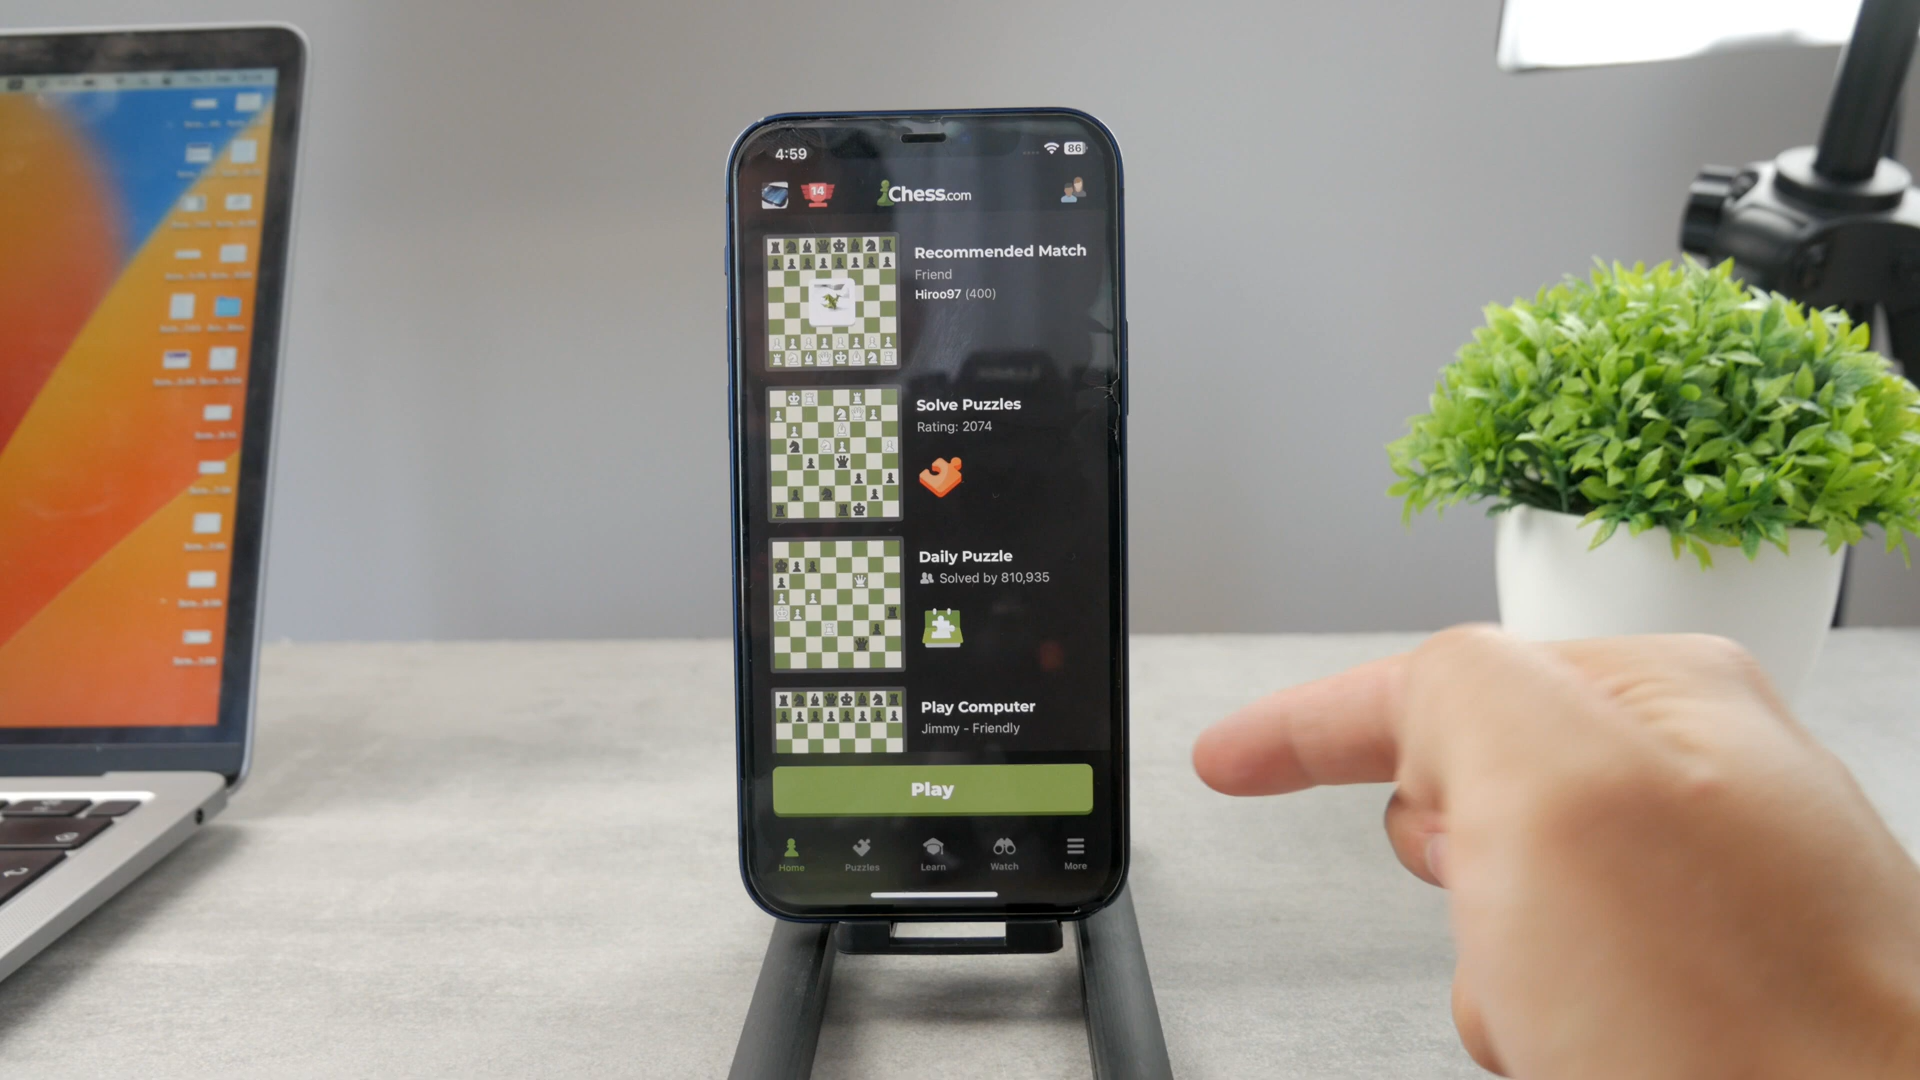 4:59
86
14
Chess.com
Recommended Match
Friend
Hiroo97 (400)
Solve Puzzles
Rating: 2074
Daily Puzzle
Solved by 810,935
Play Computer
Jimmy - Friendly
Play
Home
Puzzles
Learn
Watch
More